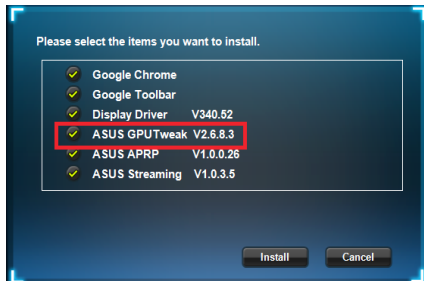 Please select the items you want to install.
Google Chrome
Google Toolbar
Display Driver V340.52
ASUS GPUTweak V2.6.8.3
ASUS APRP V1.0.0.26
ASUS Streaming V1.0.3.5
Install Cancel